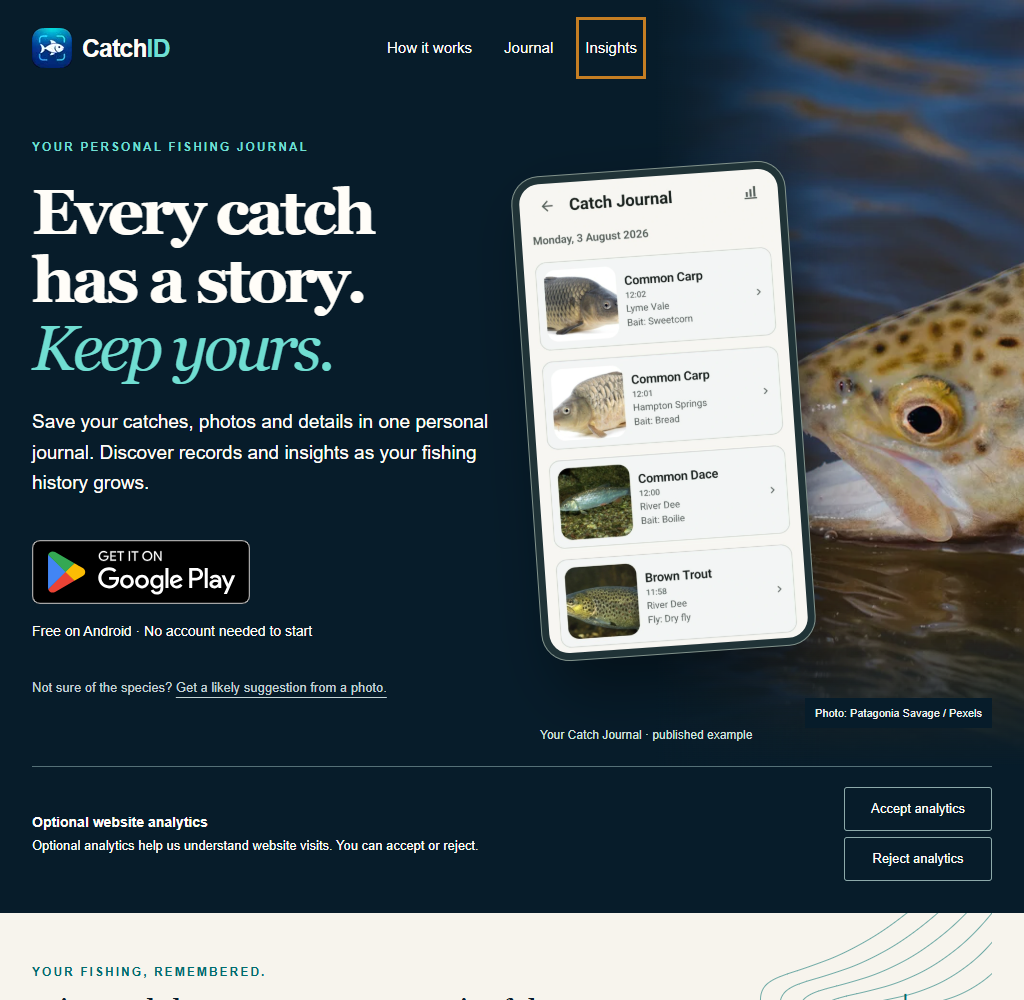 CatchID
How it works
Journal
Insights
YOUR PERSONAL FISHING JOURNAL
Every catch
has a story.
Keep yours.
Save your catches, photos and details in one personal
journal. Discover records and insights as your fishing
history grows.
GET IT ON
Google Play
Free on Android · No account needed to start
Not sure of the species? Get a likely suggestion from a photo.
Catch Journal
Monday, 3 August 2026
Common Carp
12:02
Lyme Vale
Bait: Sweetcorn
Common Carp
12:01
Hampton Springs
Bait: Bread
Common Dace
12:00
River Dee
Bait: Boilie
Brown Trout
11:58
River Dee
Fly: Dry fly
Photo: Patagonia Savage / Pexels
Your Catch Journal · published example
Optional website analytics
Optional analytics help us understand website visits. You can accept or reject.
Accept analytics
Reject analytics
YOUR FISHING, REMEMBERED.